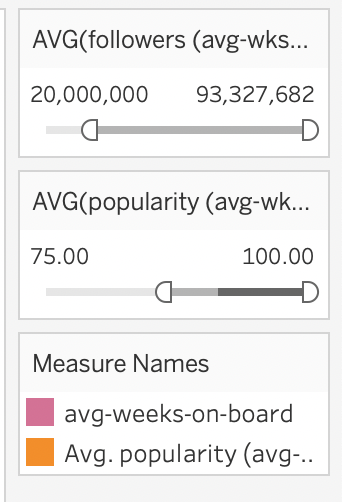 AVG(followers (avg-wks...
20,000,000 93,327,682
AVG(popularity (avg-wk...
75.00 100.00
Measure Names
avg-weeks-on-board
Avg. popularity (avg-..